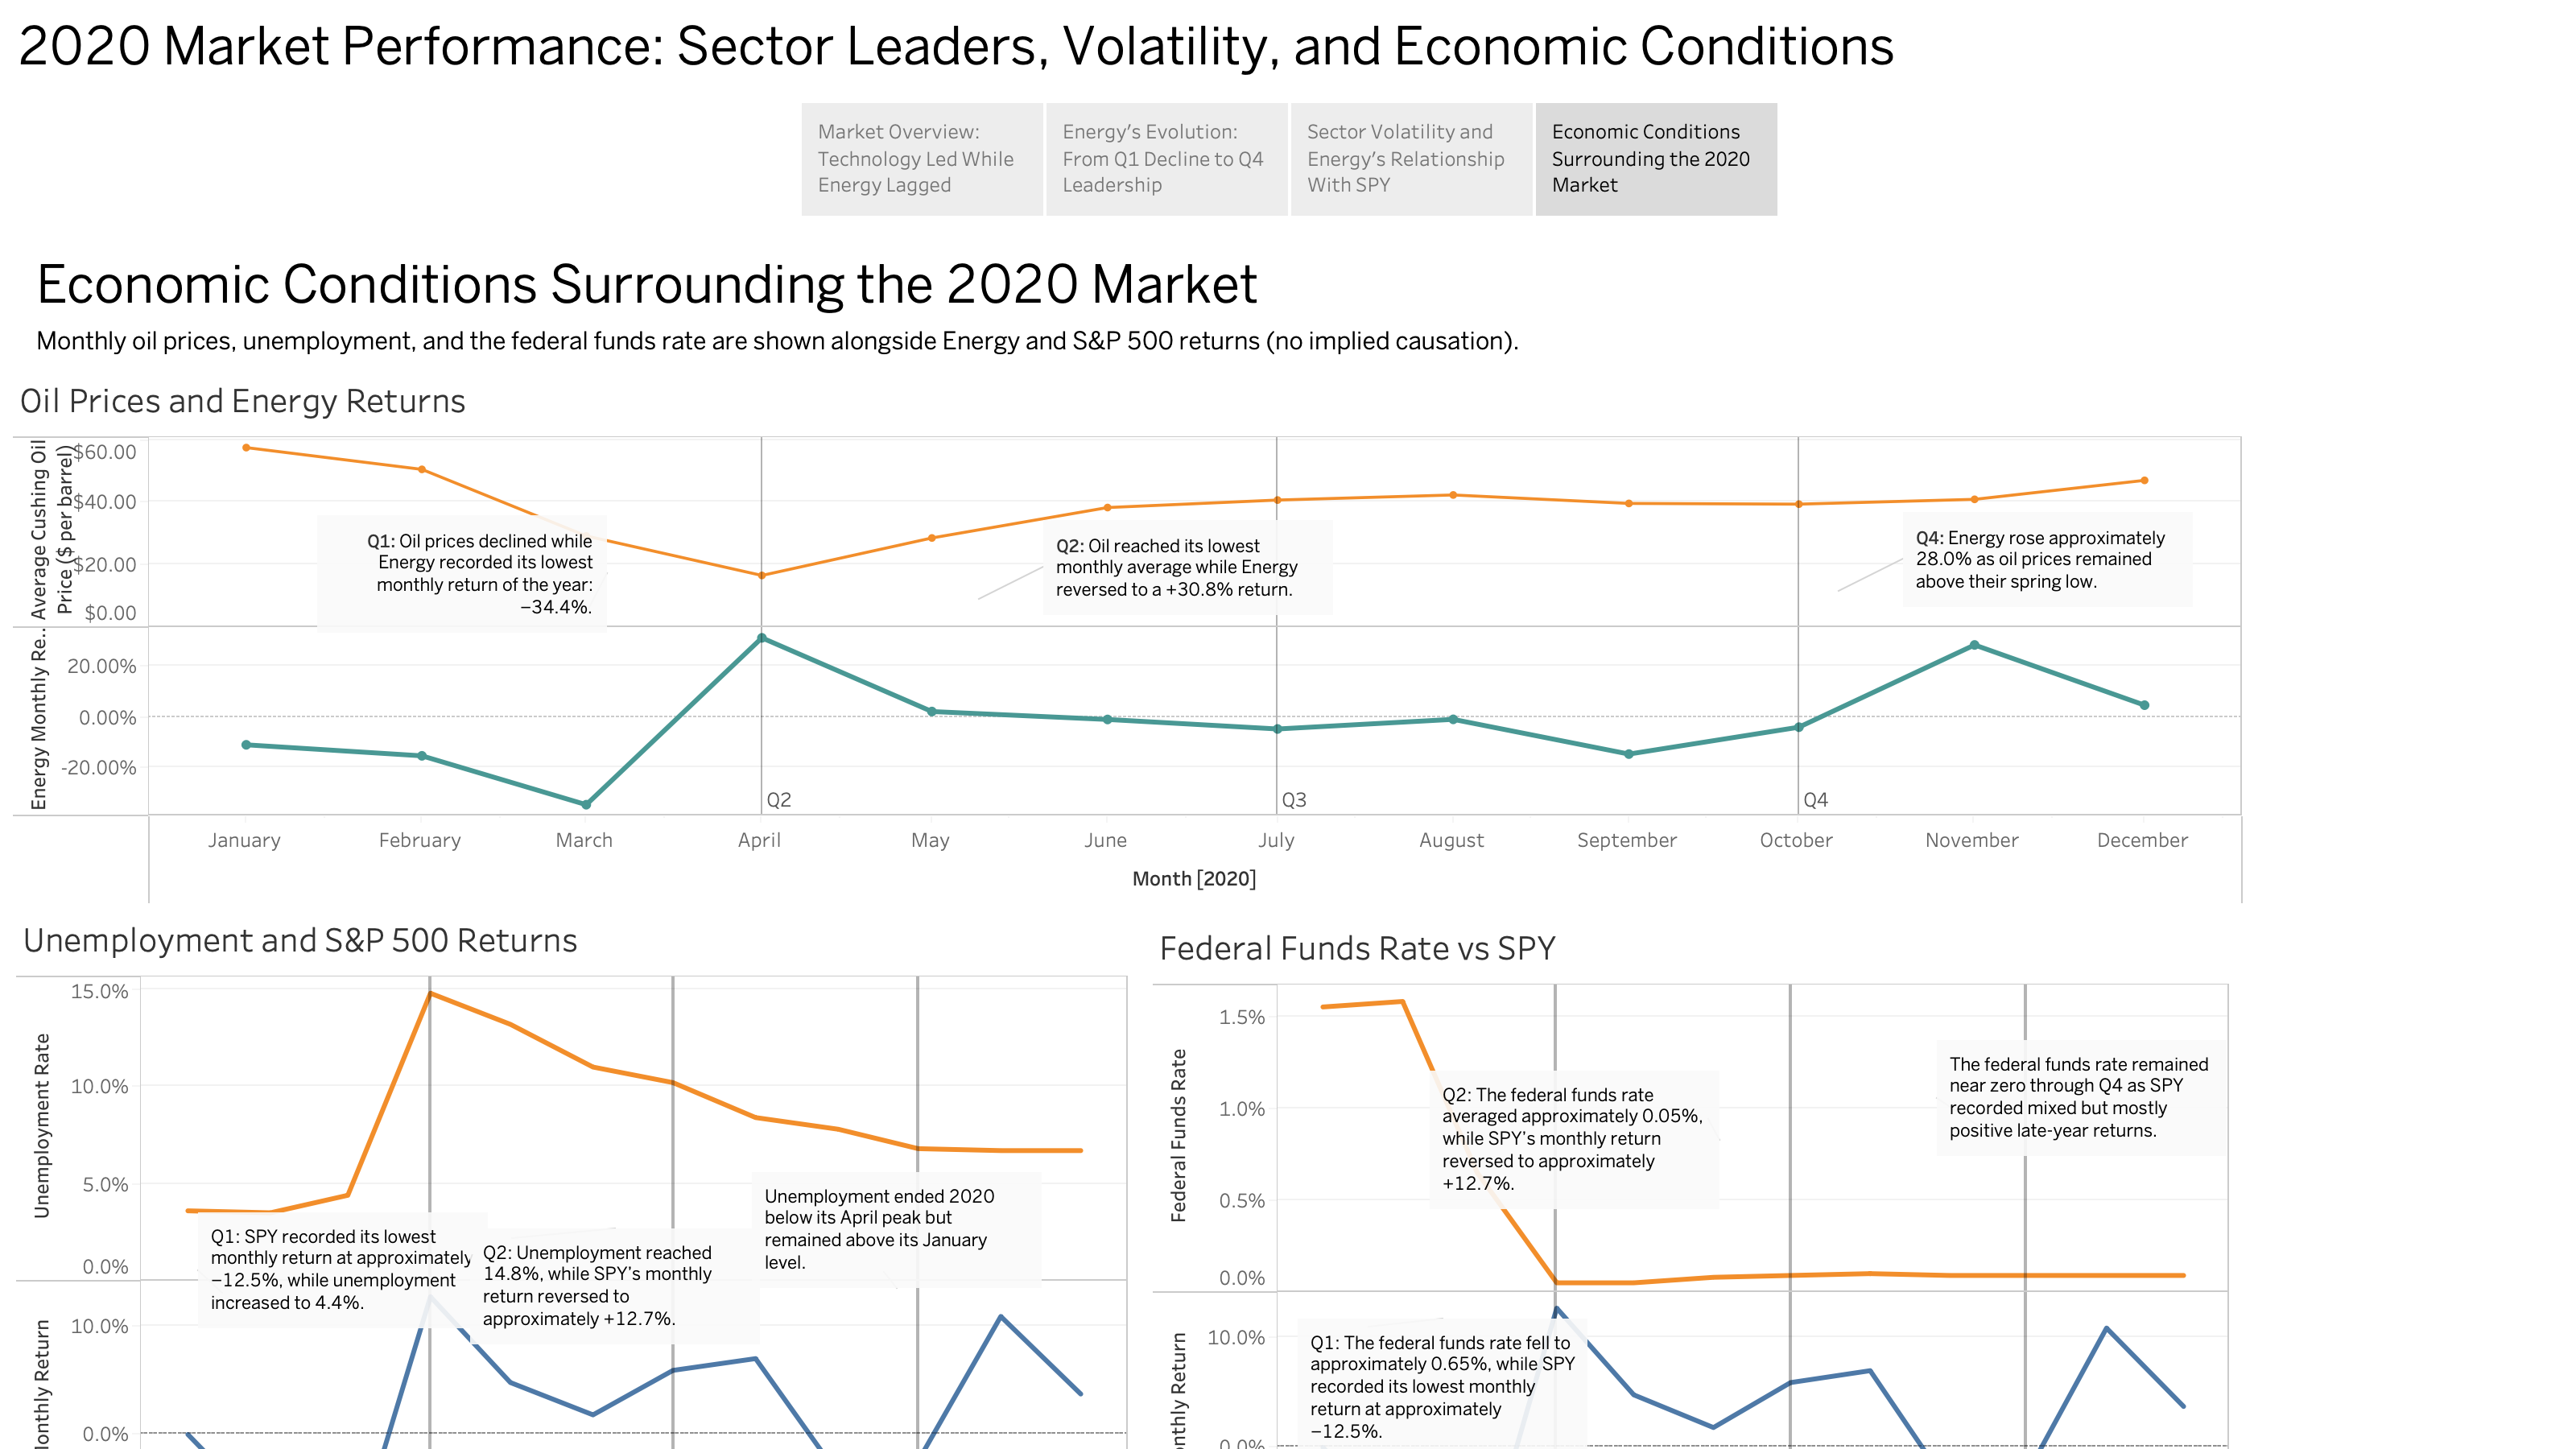 2020 Market Performance: Sector Leaders, Volatility, and Economic Conditions
Market Overview:
Technology Led While
Energy Lagged
Energy’s Evolution:
From Q1 Decline to Q4
Leadership
Sector Volatility and
Energy’s Relationship
With SPY
Economic Conditions
Surrounding the 2020
Market
Economic Conditions Surrounding the 2020 Market
Monthly oil prices, unemployment, and the federal funds rate are shown alongside Energy and S&P 500 returns (no implied causation).
Oil Prices and Energy Returns
Average Cushing Oil
Price ($ per barrel)
$60.00
$40.00
$20.00
$0.00
Q1: Oil prices declined while
Energy recorded its lowest
monthly return of the year:
−34.4%.
Q2: Oil reached its lowest
monthly average while Energy
reversed to a +30.8% return.
Q4: Energy rose approximately
28.0% as oil prices remained
above their spring low.
Energy Monthly Re..
20.00%
0.00%
-20.00%
Q2
Q3
Q4
January
February
March
April
May
June
July
August
September
October
November
December
Month [2020]
Unemployment and S&P 500 Returns
Unemployment Rate
15.0%
10.0%
5.0%
0.0%
Q1: SPY recorded its lowest
monthly return at approximately
−12.5%, while unemployment
increased to 4.4%.
Q2: Unemployment reached
14.8%, while SPY’s monthly
return reversed to
approximately +12.7%.
Unemployment ended 2020
below its April peak but
remained above its January
level.
onthly Return
10.0%
0.0%
Federal Funds Rate vs SPY
Federal Funds Rate
1.5%
1.0%
0.5%
0.0%
Q2: The federal funds rate
averaged approximately 0.05%,
while SPY’s monthly return
reversed to approximately
+12.7%.
The federal funds rate remained
near zero through Q4 as SPY
recorded mixed but mostly
positive late-year returns.
nthly Return
10.0%
0.0%
Q1: The federal funds rate fell to
approximately 0.65%, while SPY
recorded its lowest monthly
return at approximately
−12.5%.